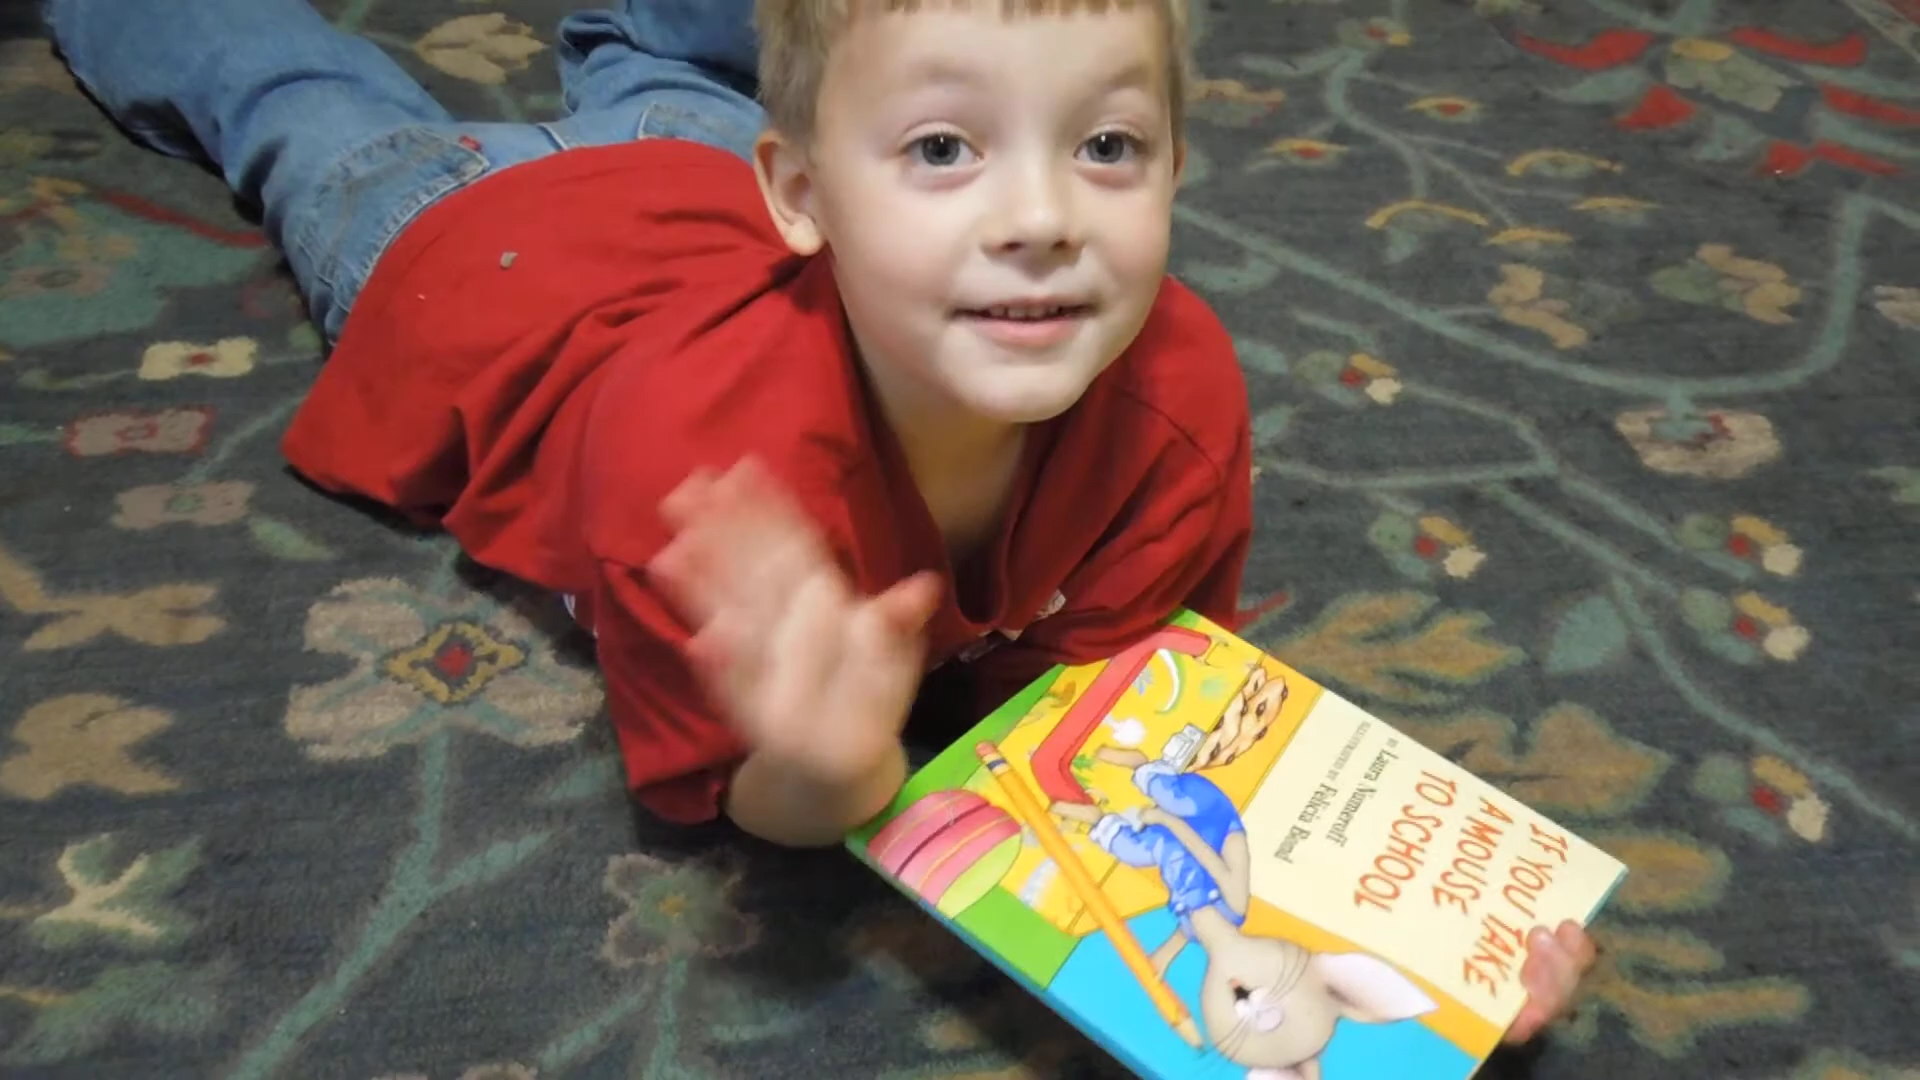 IF YOU TAKE
A MOUSE
TO SCHOOL
BY Laura Numeroff
ILLUSTRATED BY Felicia Bond